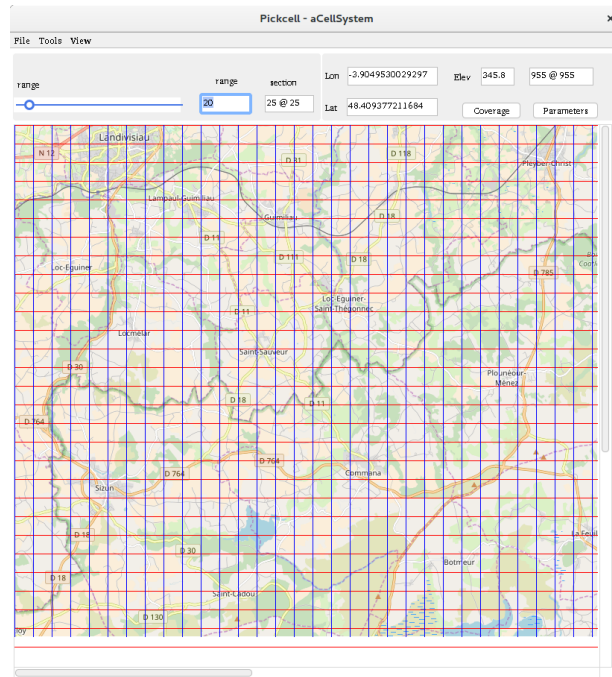 Pickcell - aCellSystem
File Tools View
range
range
section
20
25 @ 25
Lon
-3.9049530029297
Elev
345.8
955 @ 955
Lat
48.409377211684
Coverage
Parameters
Landivisiau
N 12
D 31
D 118
Pleyber-Christ
Lampaul-Guimiliau
Guimiliau
D 18
D 11
D 111
D 18
Loc-Eguiner
D 785
Loc-Eguiner-
Saint-Thégonnec
D 11
Locmélar
Saint-Sauveur
D 30
Plounéour-
Ménez
D 18
D 11
D 764
D 764
D 764
Commana
Sizun
D 18
La Feuil
D 30
Botmeur
D 18
Saint-Cadou
D 130